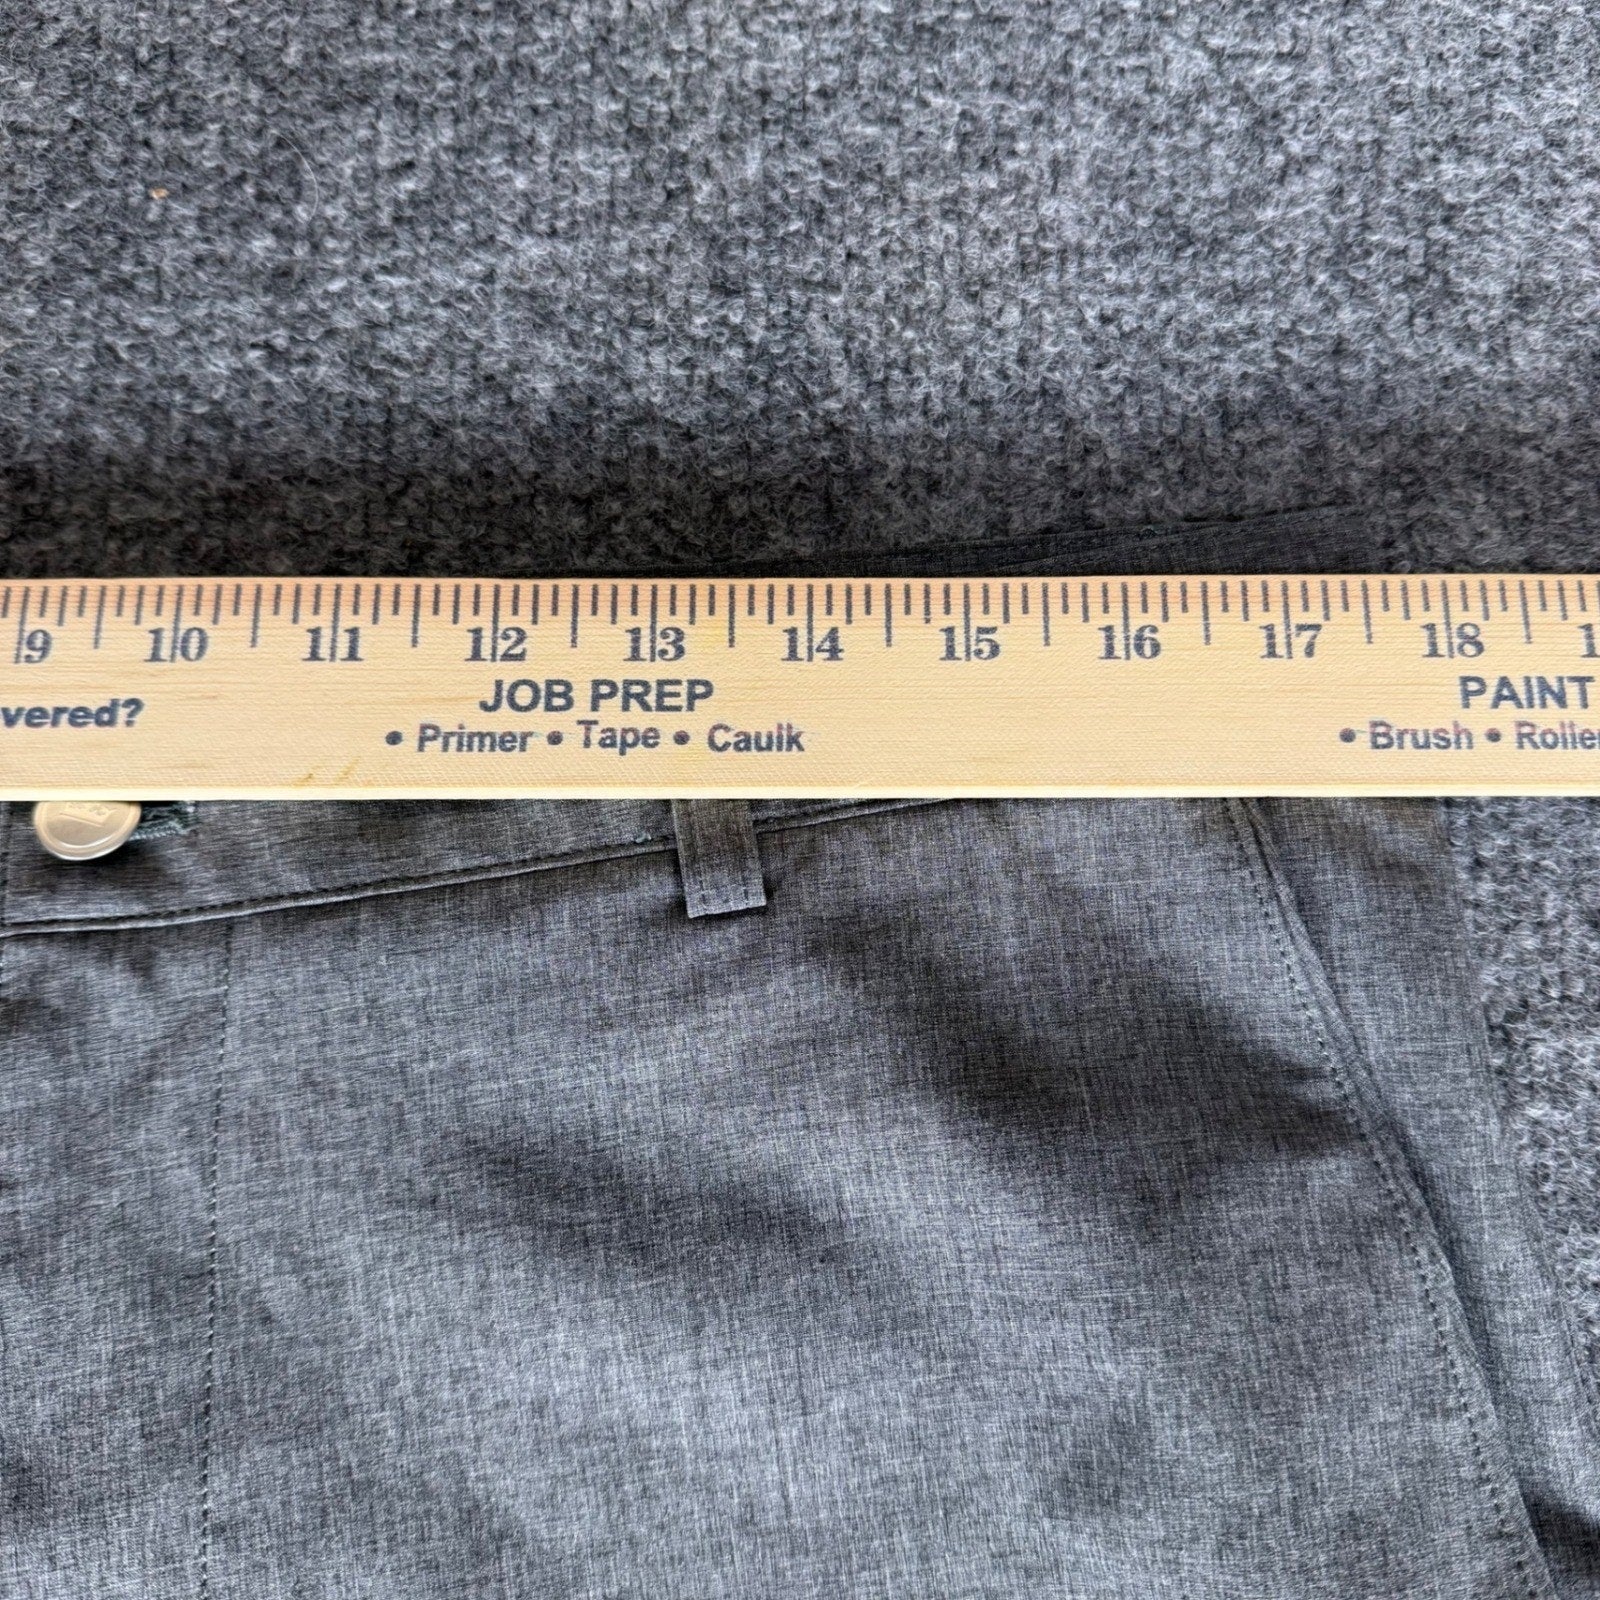 9 10 11 12 13 14 15 16 17 18
vered? JOB PREP PAINT
• Primer • Tape • Caulk • Brush • Roller